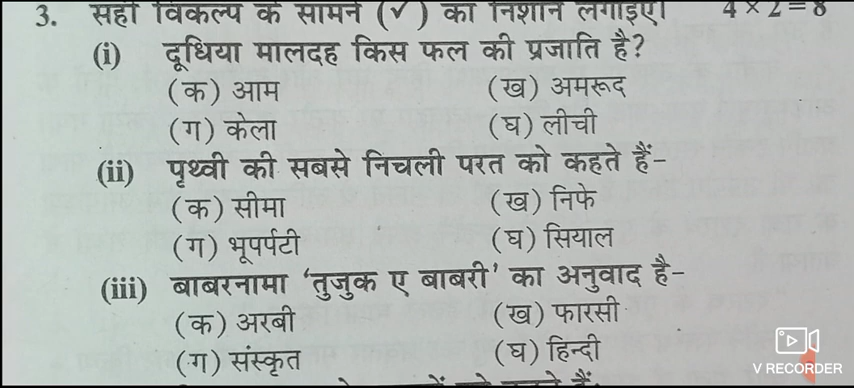 3. सही विकल्प के सामने (✓) का निशान लगाइए। 4 × 2 = 8
(i) दूधिया मालदह किस फल की प्रजाति है?
(क) आम (ख) अमरूद
(ग) केला (घ) लीची
(ii) पृथ्वी की सबसे निचली परत को कहते हैं–
(क) सीमा (ख) निफे
(ग) भूपर्पटी (घ) सियाल
(iii) बाबरनामा ‘तुजुक ए बाबरी’ का अनुवाद है–
(क) अरबी (ख) फारसी
(ग) संस्कृत (घ) हिन्दी
V RECORDER